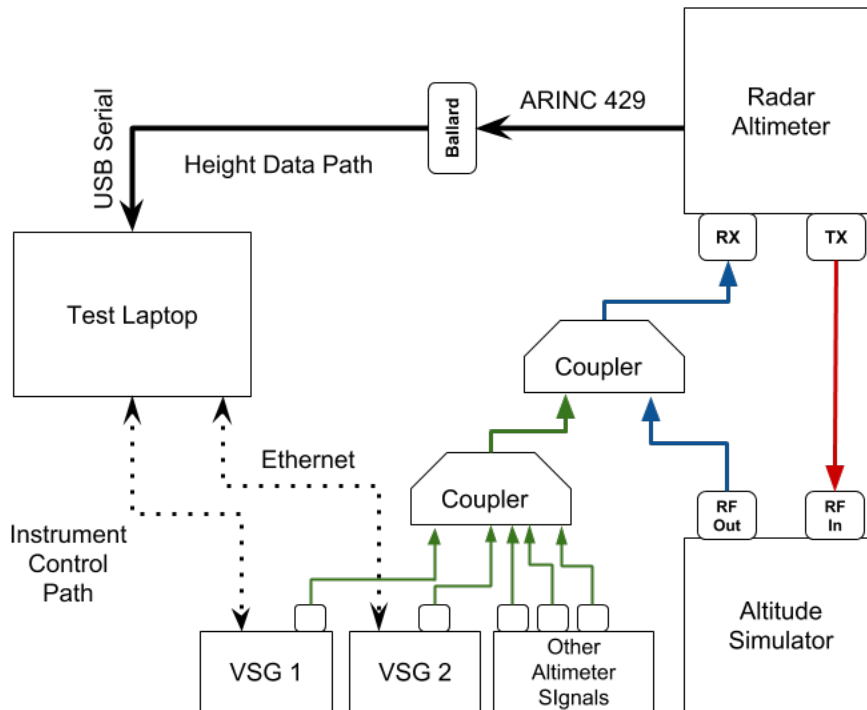 ARINC 429
Radar
Altimeter
Ballard
USB Serial
Height Data Path
RX
TX
Test Laptop
Coupler
Ethernet
Coupler
RF
Out
RF
In
Instrument
Control
Path
VSG 1
VSG 2
Other
Altimeter
SIgnals
Altitude
Simulator